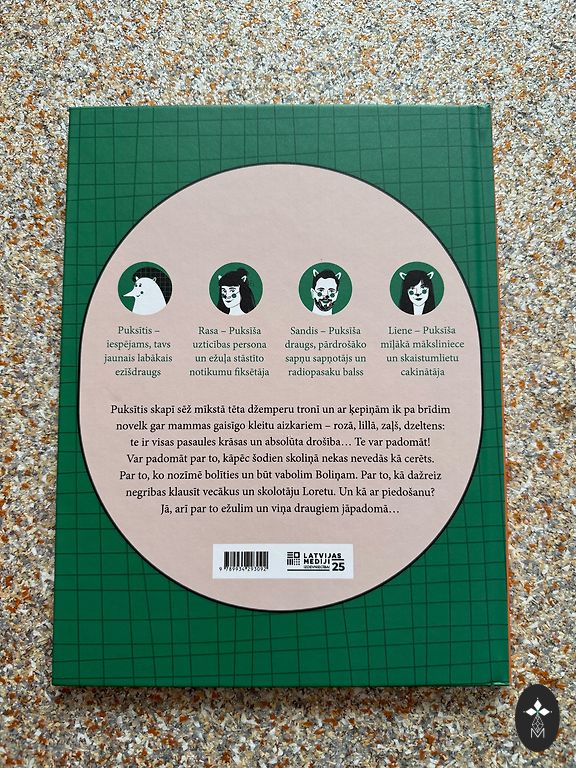 Puksītis –
iespējams, tavs
jaunais labākais
ezīšdraugs
Rasa – Puksīša
uzticības persona
un ežuļa stāstīto
notikumu fiksētāja
Sandis – Puksīša
draugs, pārdrošāko
sapņu sapņotājs un
radiopasaku balss
Liene – Puksīša
mīļākā māksliniece
un skaistumlietu
cakinātāja
Puksītis skapī sēž mīkstā tēta džemperu tronī un ar ķepiņām ik pa brīdim
novelk gar mammas gaisīgo kleitu aizkariem – rozā, lillā, zaļš, dzeltens:
te ir visas pasaules krāsas un absolūta drošība… Te var padomāt!
Var padomāt par to, kāpēc šodien skoliņā nekas nevedās kā cerēts.
Par to, ko nozīmē bolīties un būt vabolim Boliņam. Par to, kā dažreiz
negribas klausīt vecākus un skolotāju Loretu. Un kā ar piedošanu?
Jā, arī par to ežulim un viņa draugiem jāpadomā…
9 789934 293092
LATVIJAS
MEDIJI
IZDEVNIECĪBAI
25
M